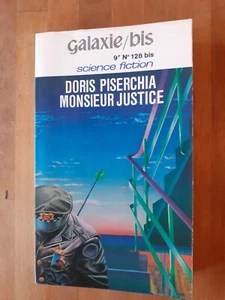 galaxie/bis
9F N° 128 bis
science fiction
DORIS PISERCHIA
MONSIEUR JUSTICE